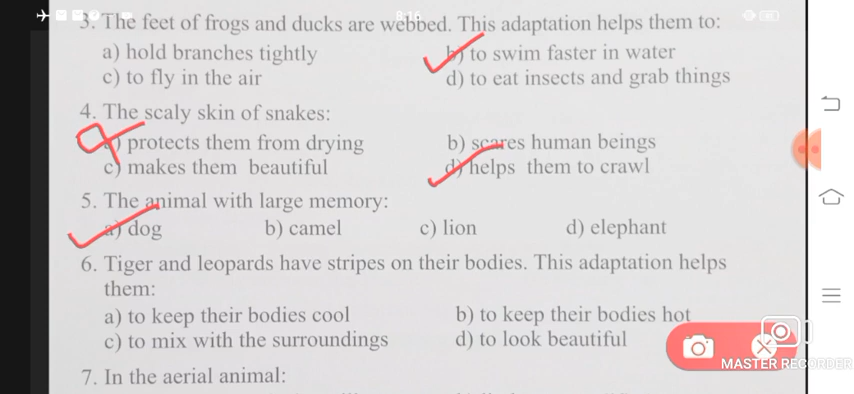 8:16
3. The feet of frogs and ducks are webbed. This adaptation helps them to:
a) hold branches tightly b) to swim faster in water
c) to fly in the air d) to eat insects and grab things
4. The scaly skin of snakes:
a) protects them from drying b) scares human beings
c) makes them beautiful d) helps them to crawl
5. The animal with large memory:
a) dog b) camel c) lion d) elephant
6. Tiger and leopards have stripes on their bodies. This adaptation helps
them:
a) to keep their bodies cool b) to keep their bodies hot
c) to mix with the surroundings d) to look beautiful
MASTER RECORDER
7. In the aerial animal: